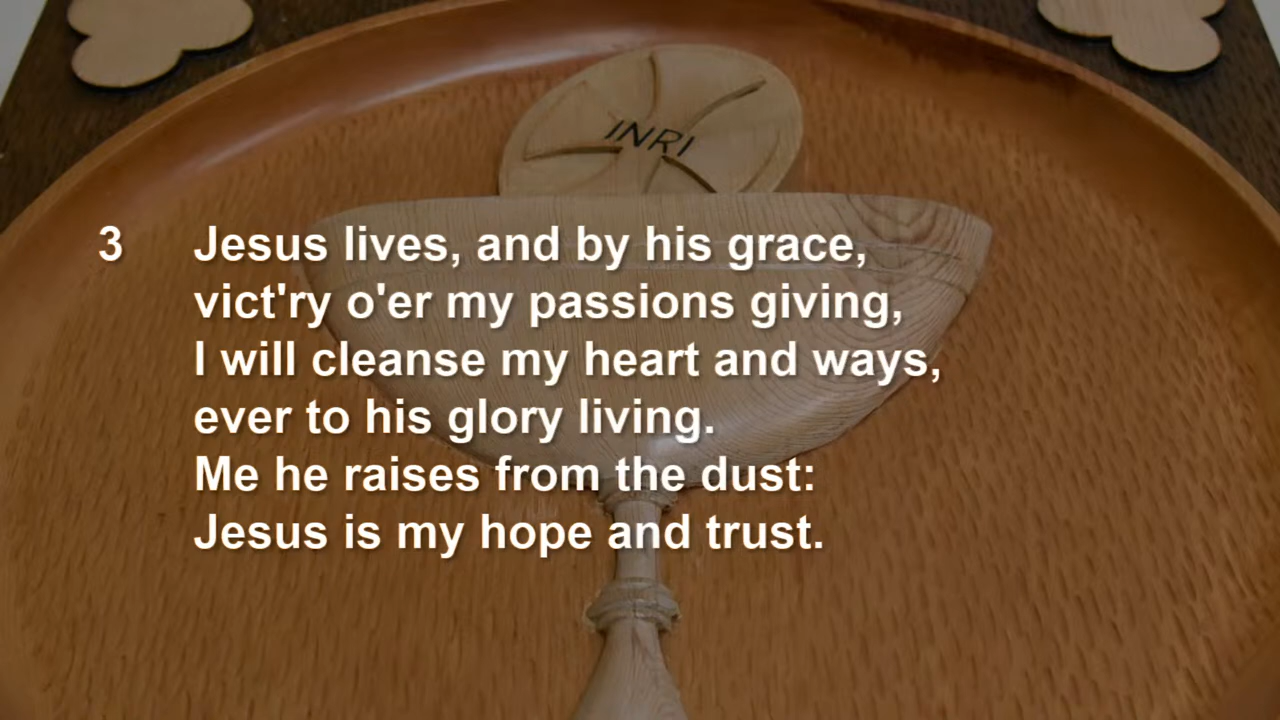 INRI
3 Jesus lives, and by his grace,
vict'ry o'er my passions giving,
I will cleanse my heart and ways,
ever to his glory living.
Me he raises from the dust:
Jesus is my hope and trust.